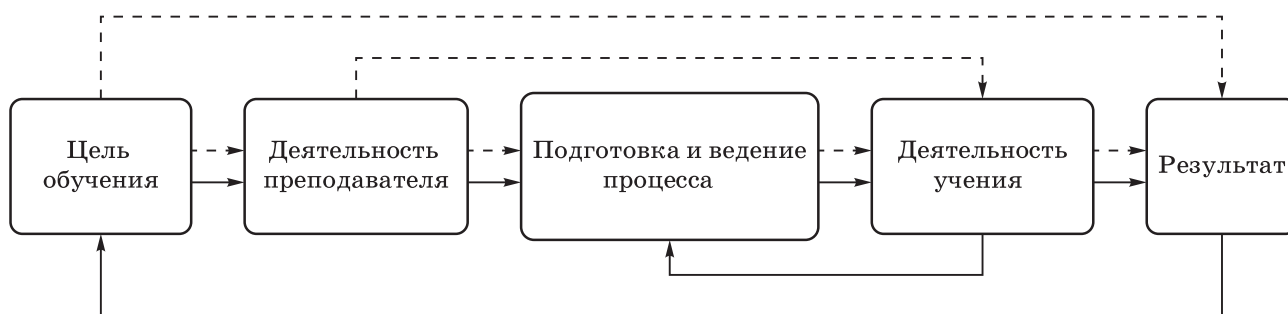 Цель
обучения
Деятельность
преподавателя
Подготовка и ведение
процесса
Деятельность
учения
Результат